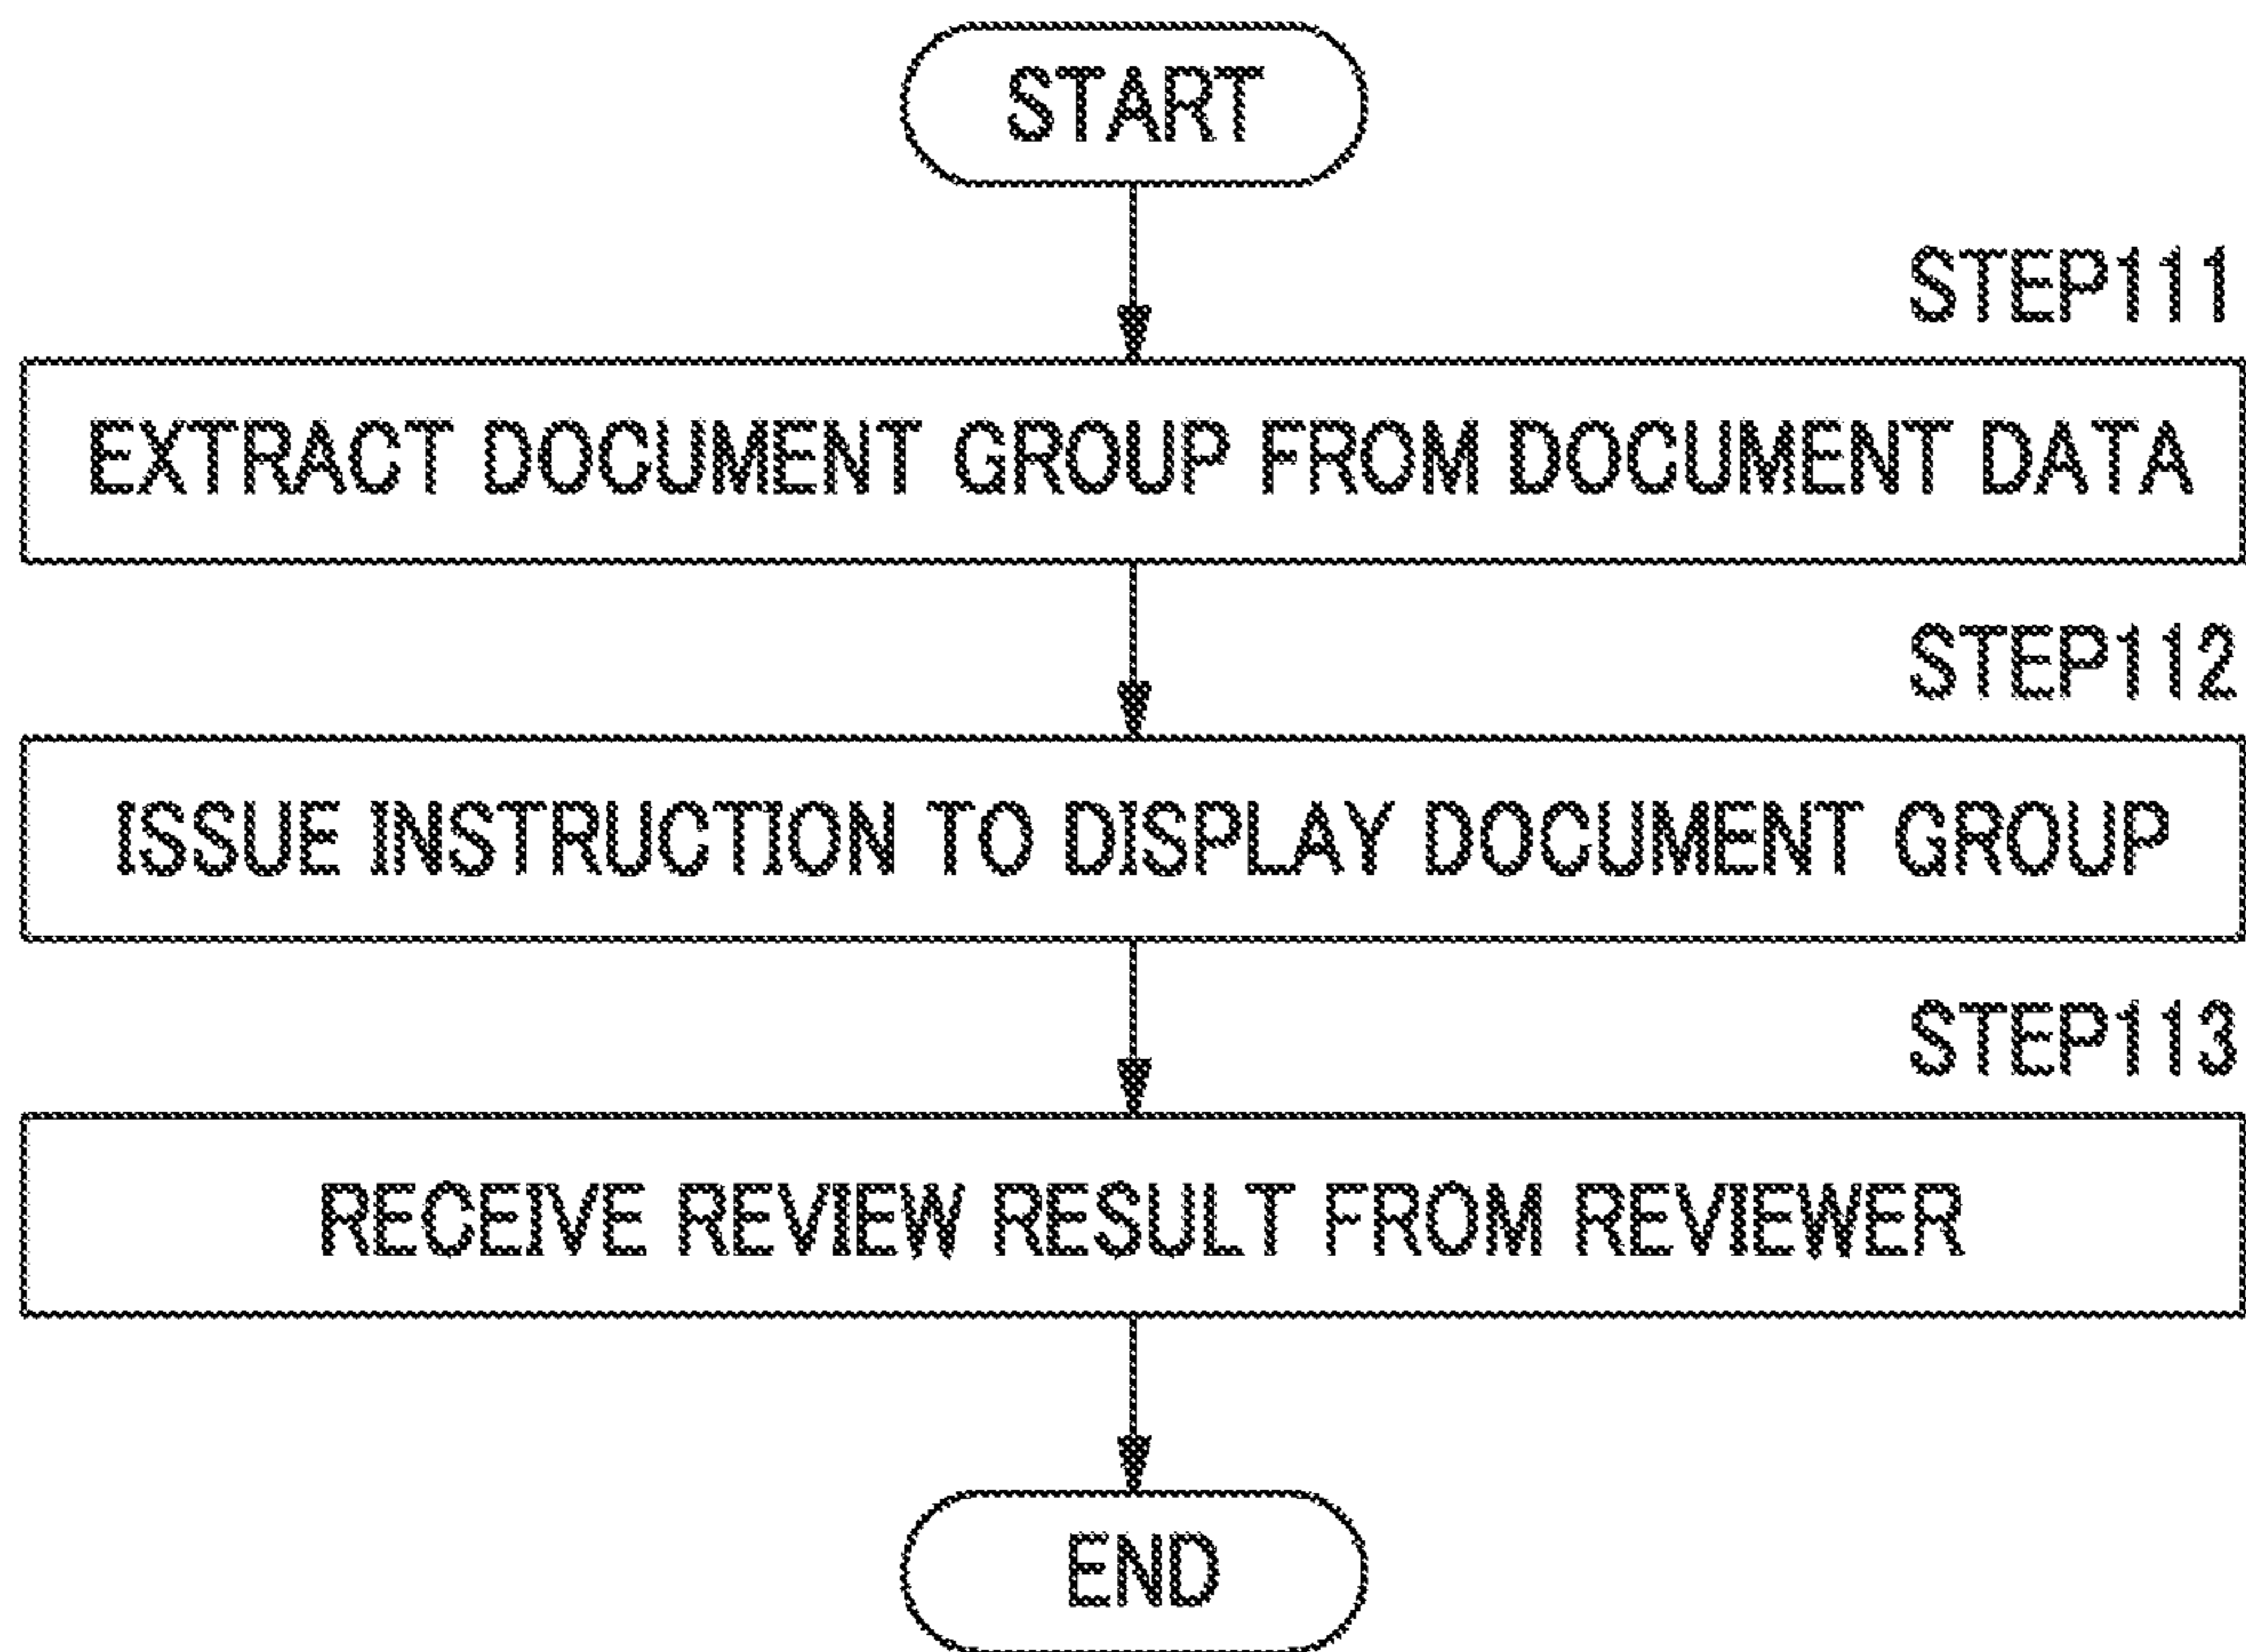 START
STEP111
EXTRACT DOCUMENT GROUP FROM DOCUMENT DATA
STEP112
ISSUE INSTRUCTION TO DISPLAY DOCUMENT GROUP
STEP113
RECEIVE REVIEW RESULT FROM REVIEWER
END